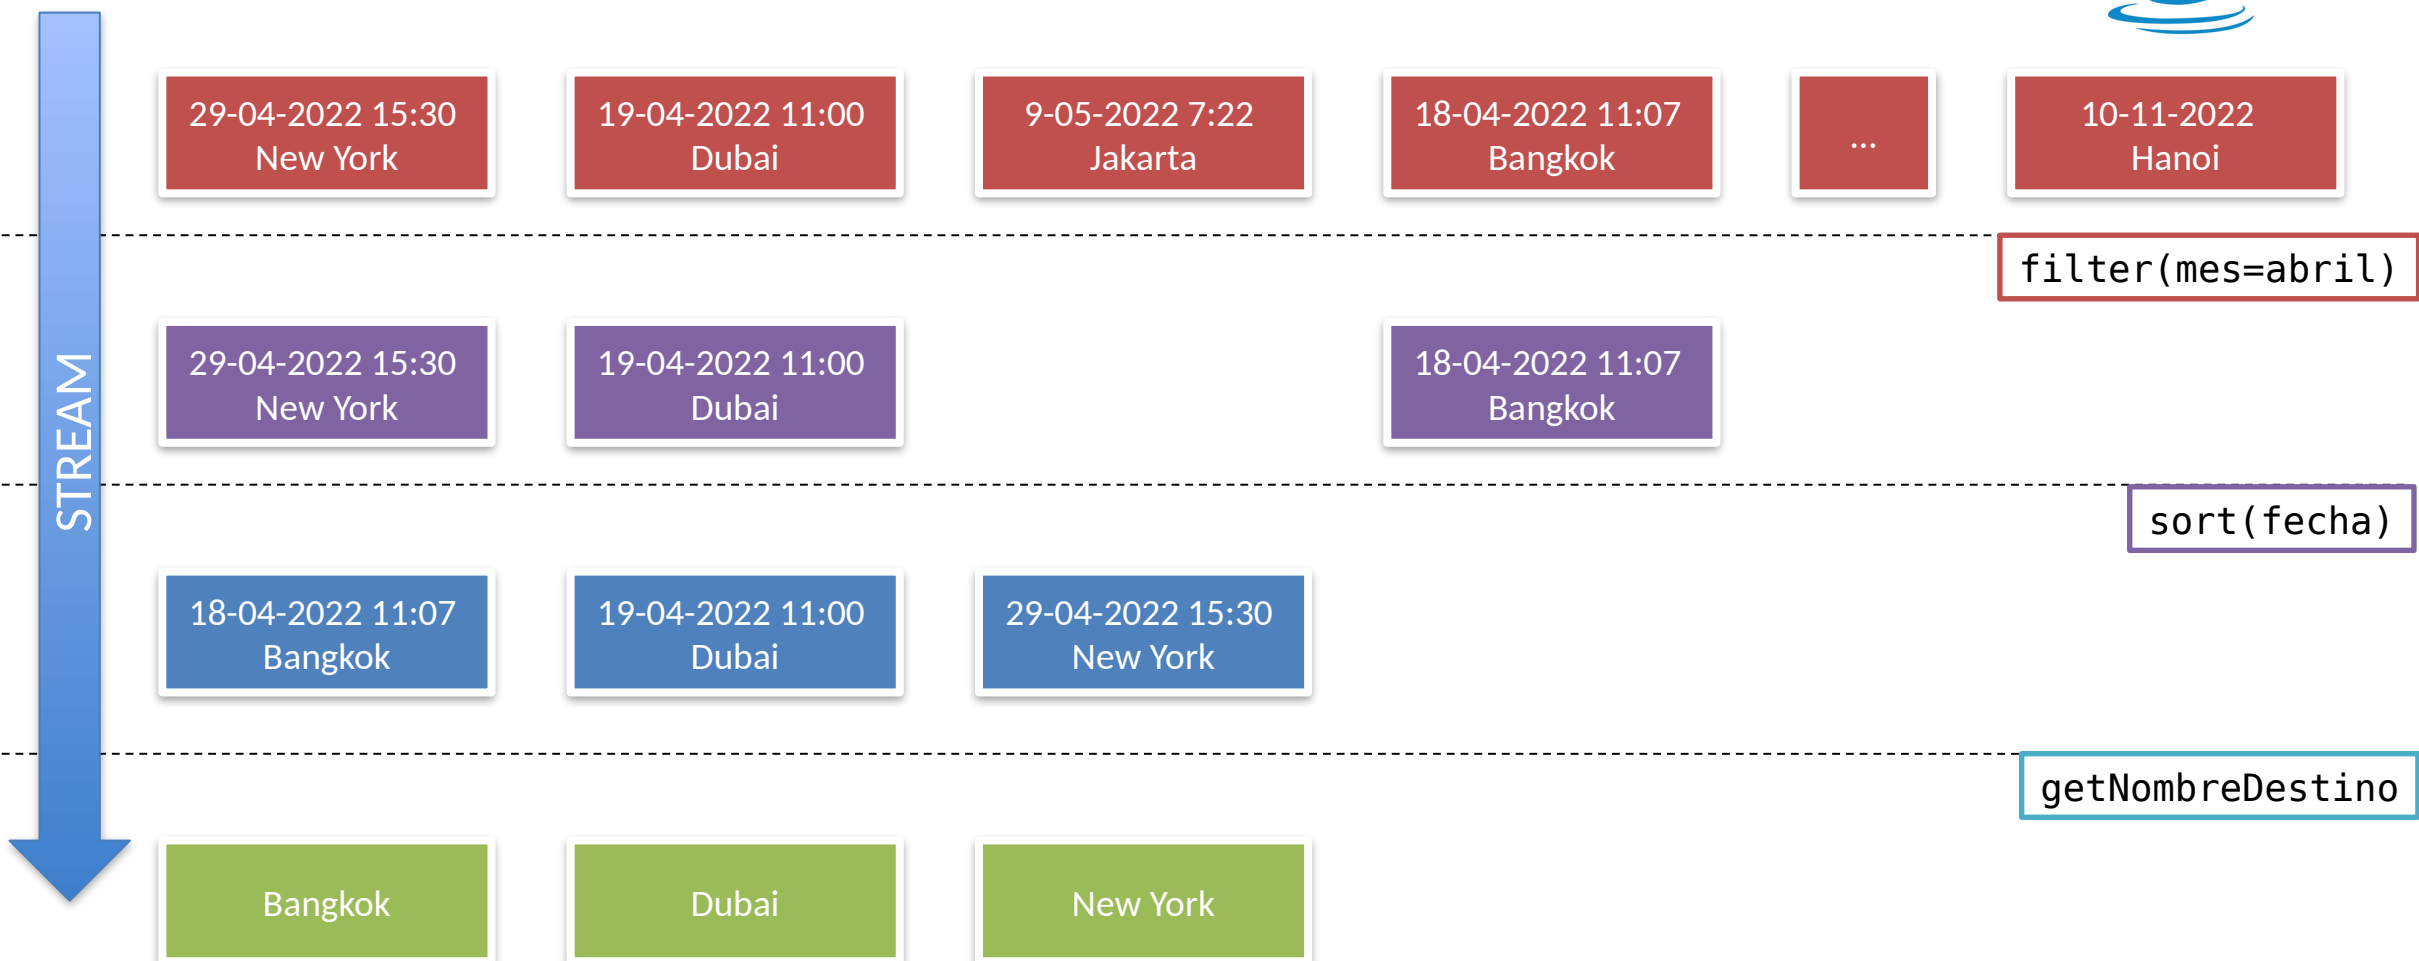 29-04-2022 15:30
New York
19-04-2022 11:00
Dubai
9-05-2022 7:22
Jakarta
18-04-2022 11:07
Bangkok
...
10-11-2022
Hanoi
filter(mes=abril)
STREAM
29-04-2022 15:30
New York
19-04-2022 11:00
Dubai
18-04-2022 11:07
Bangkok
sort(fecha)
18-04-2022 11:07
Bangkok
19-04-2022 11:00
Dubai
29-04-2022 15:30
New York
getNombreDestino
Bangkok
Dubai
New York